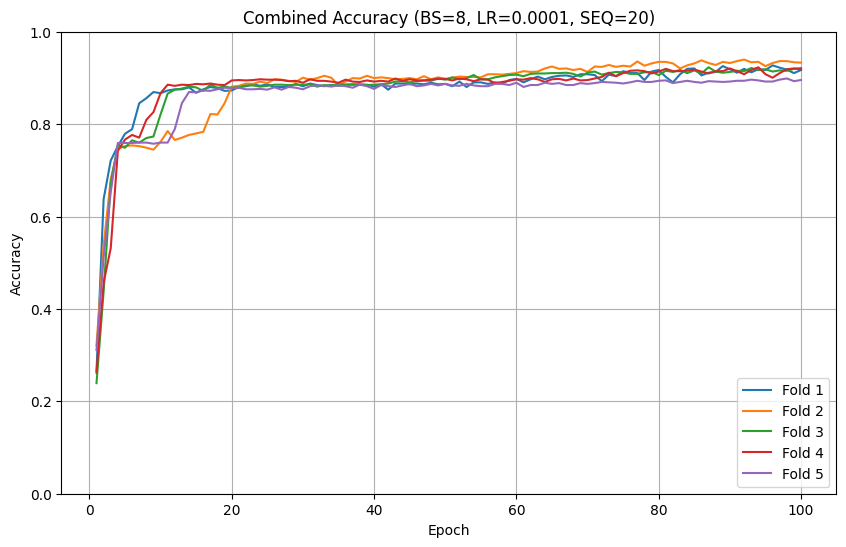 Combined Accuracy (BS=8, LR=0.0001, SEQ=20)
1.0
0.8
0.6
0.4
0.2
0.0
Accuracy
0 20 40 60 80 100
Epoch
Fold 1
Fold 2
Fold 3
Fold 4
Fold 5